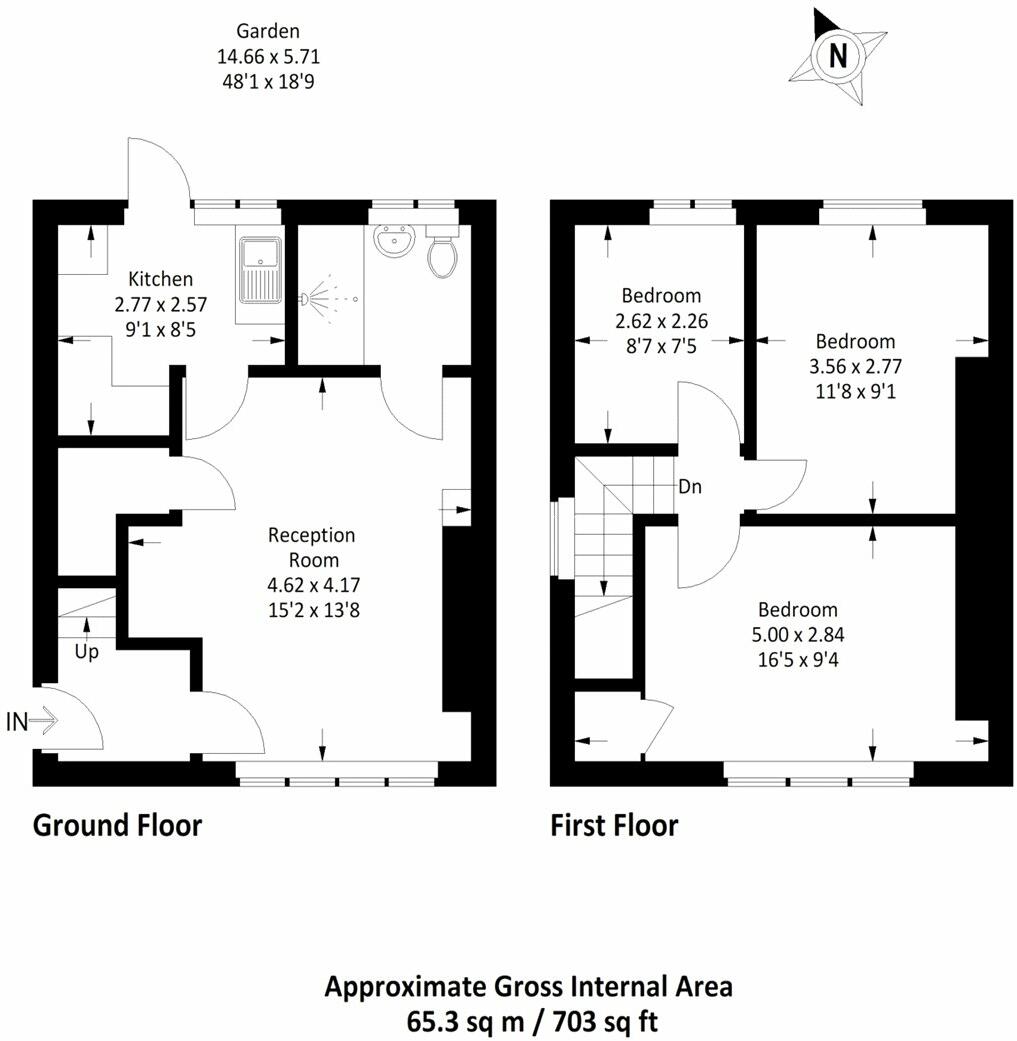 Garden
14.66 x 5.71
48'1 x 18'9
N
Kitchen
2.77 x 2.57
9'1 x 8'5
Reception
Room
4.62 x 4.17
15'2 x 13'8
Up
IN
Ground Floor
Bedroom
2.62 x 2.26
8'7 x 7'5
Bedroom
3.56 x 2.77
11'8 x 9'1
Dn
Bedroom
5.00 x 2.84
16'5 x 9'4
First Floor
Approximate Gross Internal Area
65.3 sq m / 703 sq ft